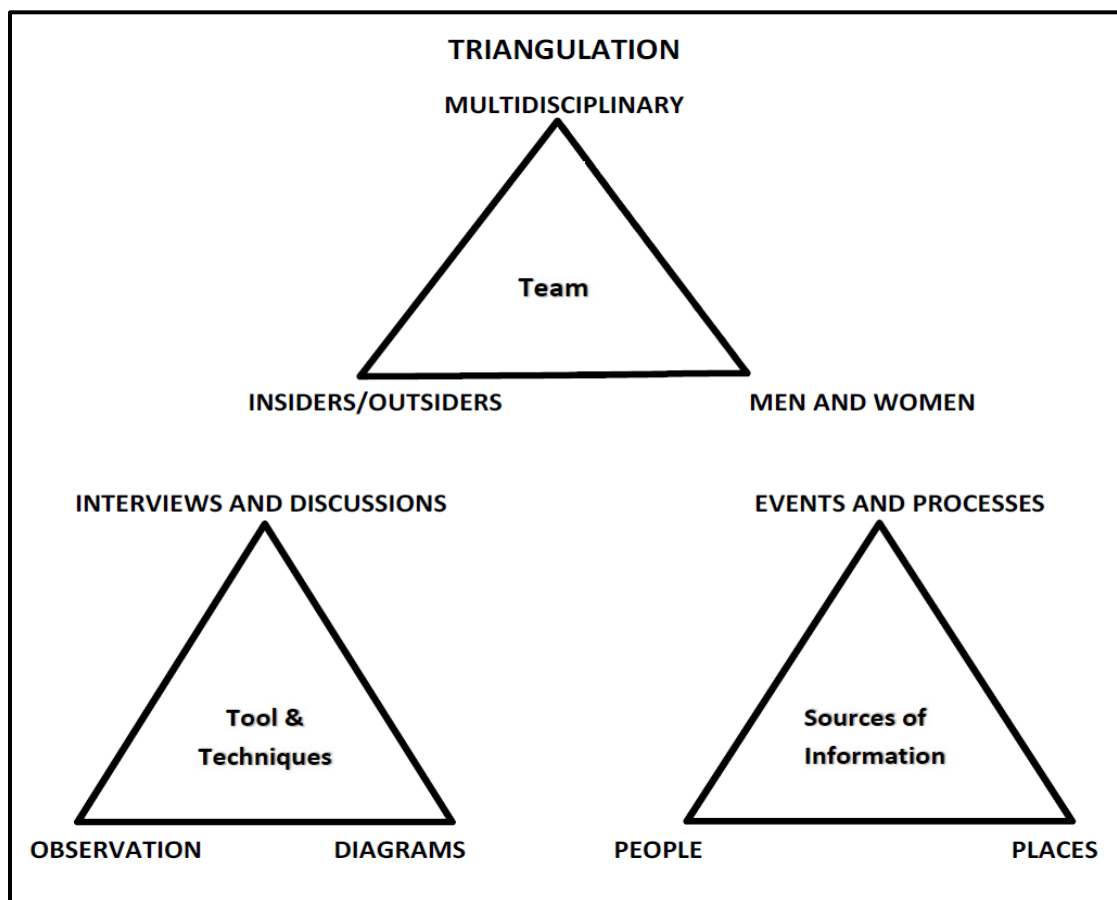 TRIANGULATION
MULTIDISCIPLINARY
Team
INSIDERS/OUTSIDERS
MEN AND WOMEN
INTERVIEWS AND DISCUSSIONS
Tool &
Techniques
OBSERVATION
DIAGRAMS
EVENTS AND PROCESSES
Sources of
Information
PEOPLE
PLACES